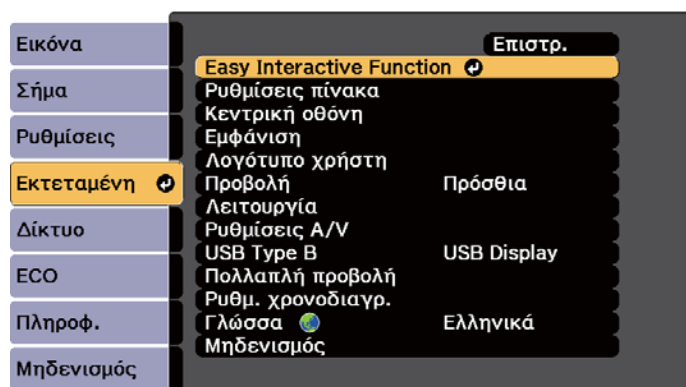 Εικόνα
Σήμα
Ρυθμίσεις
Εκτεταμένη
Δίκτυο
ECO
Πληροφ.
Μηδενισμός
Επιστρ.
Easy Interactive Function
Ρυθμίσεις πίνακα
Κεντρική οθόνη
Εμφάνιση
Λογότυπο χρήστη
Προβολή Πρόσθια
Λειτουργία
Ρυθμίσεις A/V
USB Type B USB Display
Πολλαπλή προβολή
Ρυθμ. χρονοδιαγρ.
Γλώσσα Ελληνικά
Μηδενισμός